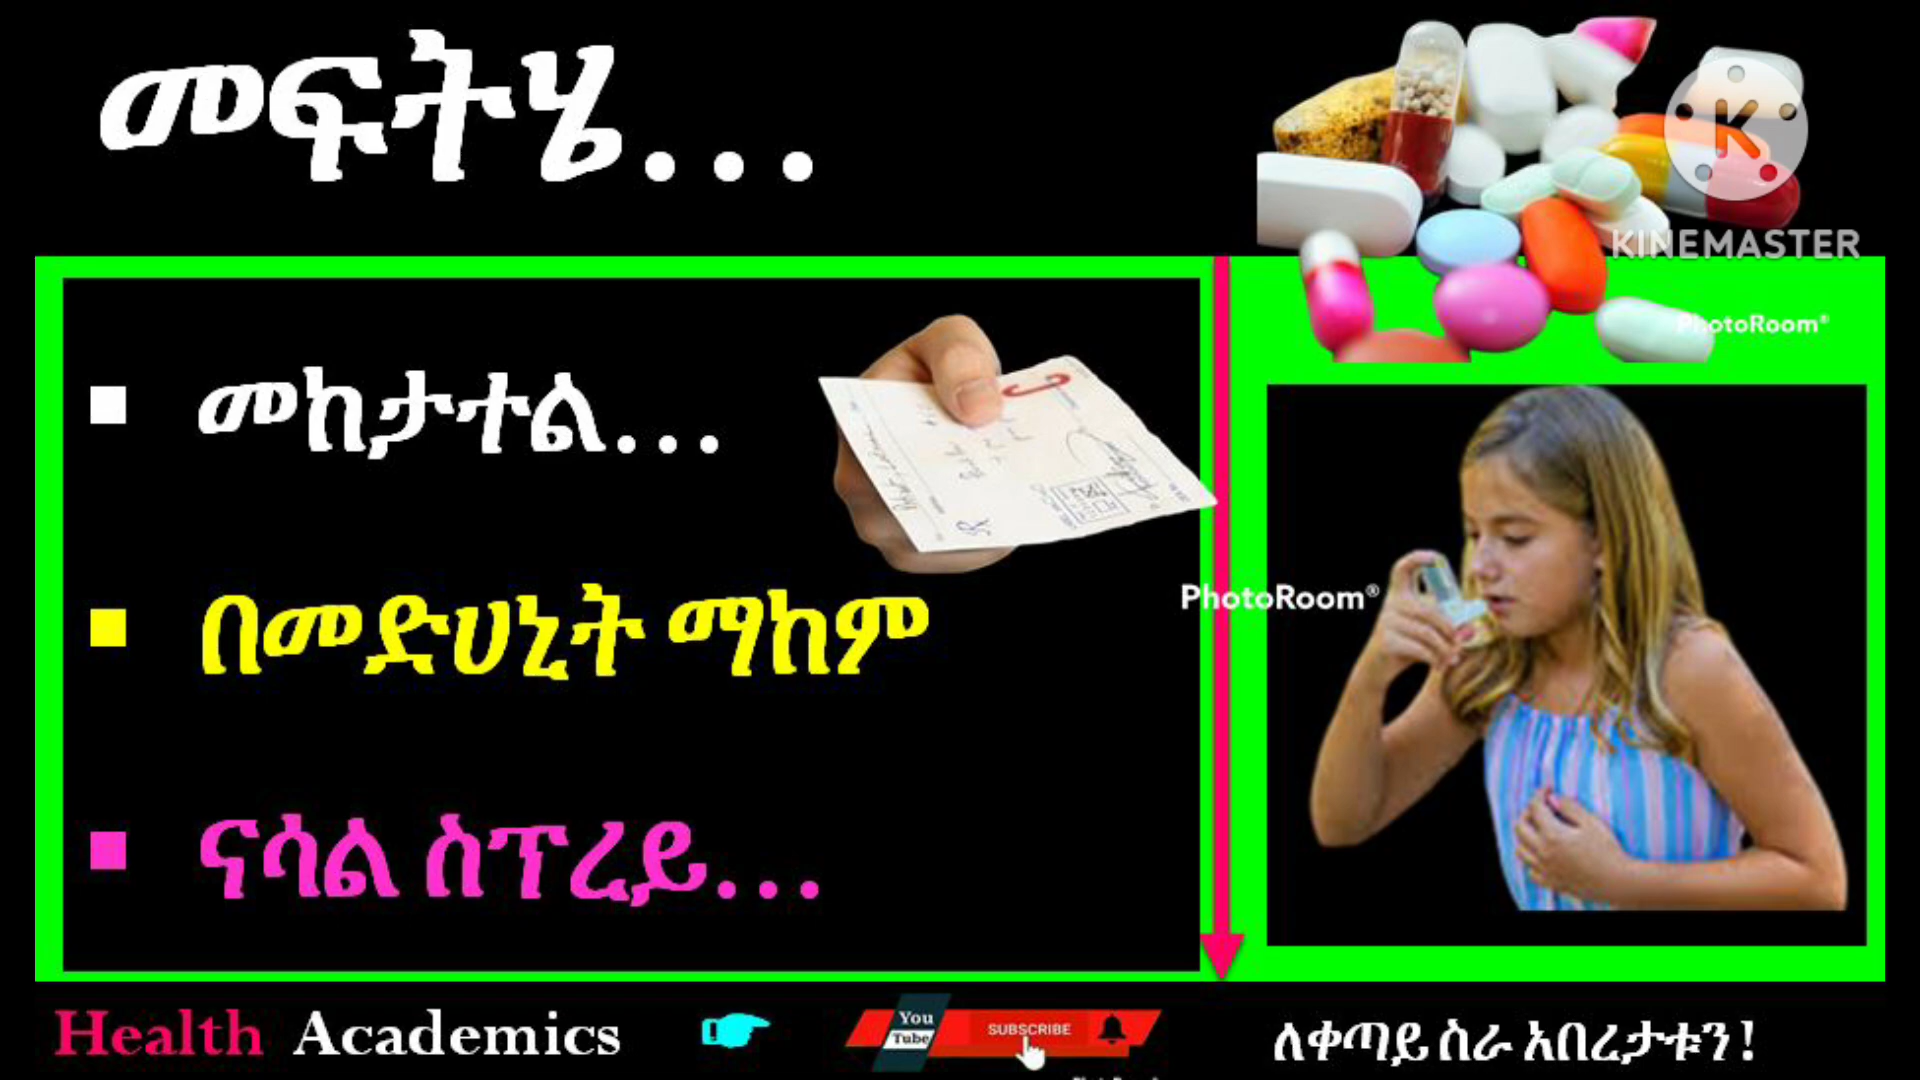 መፍትሄ...
KINEMASTER
PhotoRoom®
▪ መከታተል...
▪ በመድሀኒት ማከም
PhotoRoom®
▪ ናሳል ስፕረይ...
Health Academics
You
Tube
SUBSCRIBE
ለቀጣይ ስራ አበረታቱን!